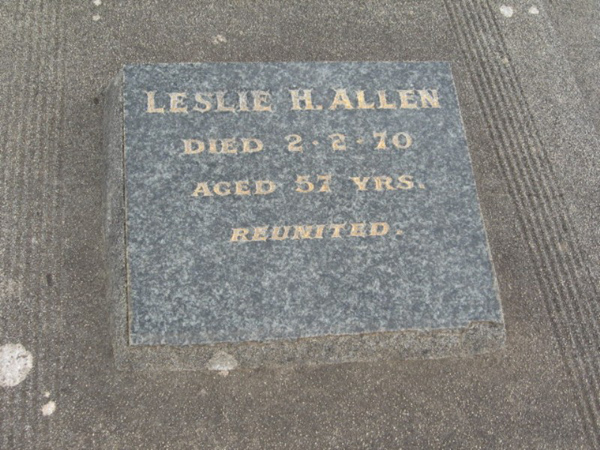 LESLIE H. ALLEN
DIED 2·2·70
AGED 57 YRS.
REUNITED.